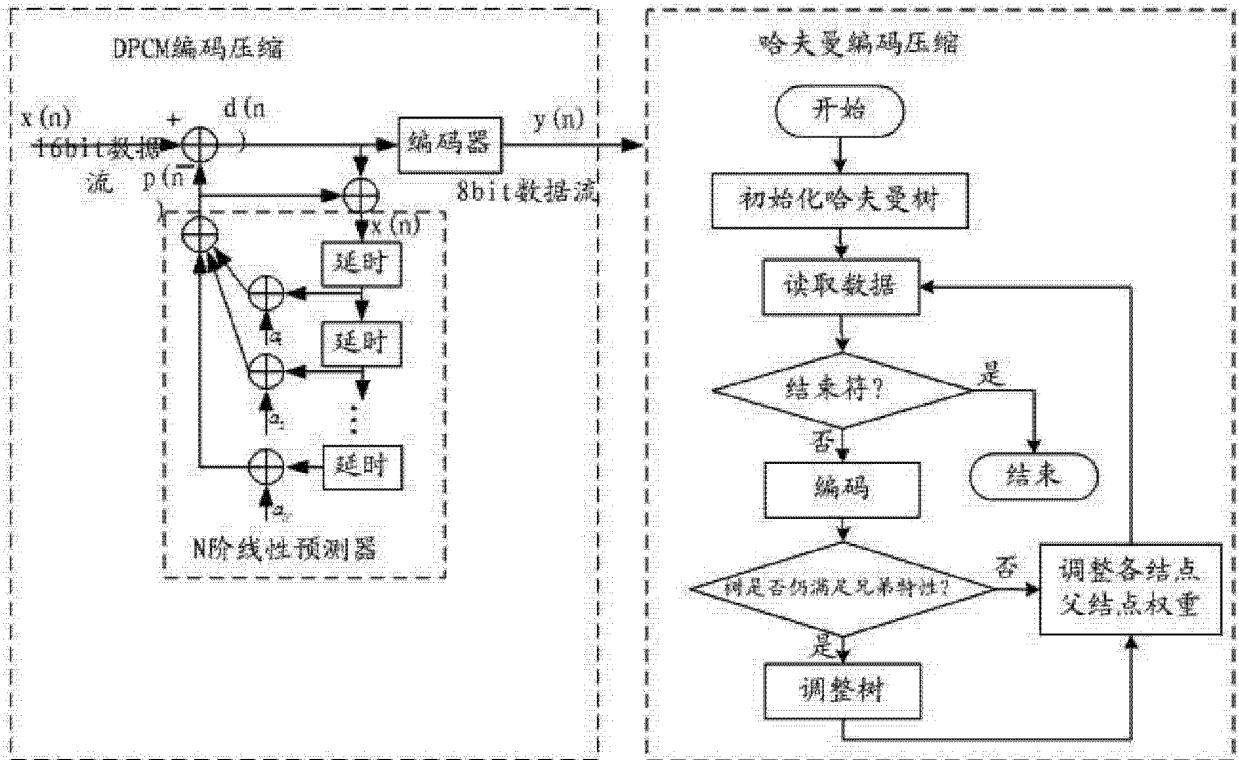 DPCM编码压缩
x(n)
+
d(n
)
16bit数据
流
p(n
)
-
编码器
y(n)
8bit数据流
x(n)
延时
延时
延时
N阶线性预测器
哈夫曼编码压缩
开始
初始化哈夫曼树
读取数据
结束符?
是
否
结束
编码
树是否仍满足兄弟特性?
否
是
调整各结点
父结点权重
调整树